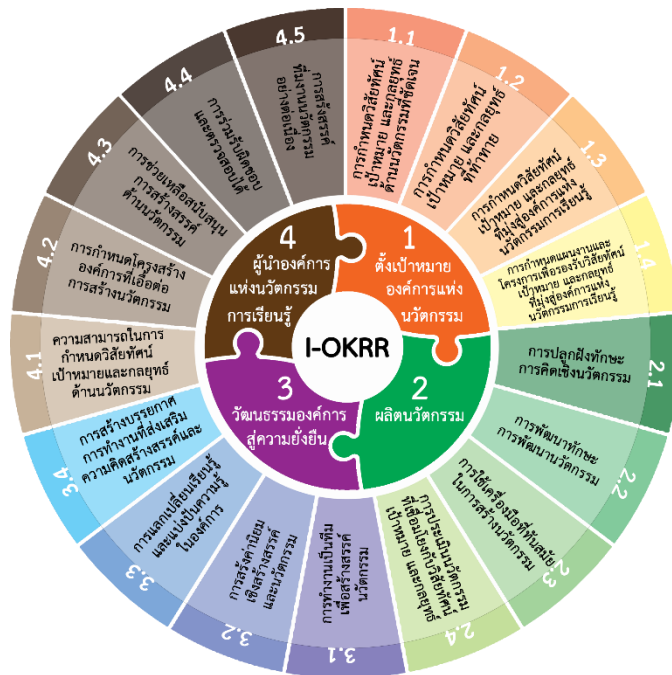 I-OKRR
1
ตั้งเป้าหมาย
องค์การแห่ง
นวัตกรรม
1.1
การกำหนดวิสัยทัศน์
เป้าหมาย และกลยุทธ์
ด้านนวัตกรรมที่ชัดเจน
1.2
การกำหนดวิสัยทัศน์
เป้าหมาย และกลยุทธ์
ที่ท้าทาย
1.3
การกำหนดวิสัยทัศน์
เป้าหมาย และกลยุทธ์
ที่มุ่งสู่องค์การแห่ง
นวัตกรรมการเรียนรู้
1.4
การกำหนดแผนงานและ
โครงการเพื่อรองรับวิสัยทัศน์
เป้าหมาย และกลยุทธ์
ที่มุ่งสู่องค์การแห่ง
นวัตกรรมการเรียนรู้
2
ผลิตนวัตกรรม
2.1
การปลูกฝังทักษะ
การคิดเชิงนวัตกรรม
2.2
การพัฒนาทักษะ
การพัฒนานวัตกรรม
2.3
การใช้เครื่องมือที่ทันสมัย
ในการสร้างนวัตกรรม
2.4
การประเมินนวัตกรรม
ที่เชื่อมโยงกับวิสัยทัศน์
เป้าหมาย และกลยุทธ์
3
วัฒนธรรมองค์การ
สู่ความยั่งยืน
3.1
การทำงานเป็นทีม
เพื่อสร้างสรรค์
นวัตกรรม
3.2
การสร้างค่านิยม
เชิงสร้างสรรค์
และนวัตกรรม
3.3
การแลกเปลี่ยนเรียนรู้
และแบ่งปันความรู้
ในองค์การ
3.4
การสร้างบรรยากาศ
การทำงานที่ส่งเสริม
ความคิดสร้างสรรค์และ
นวัตกรรม
4
ผู้นำองค์การ
แห่งนวัตกรรม
การเรียนรู้
4.1
ความสามารถในการ
กำหนดวิสัยทัศน์
เป้าหมายและกลยุทธ์
ด้านนวัตกรรม
4.2
การกำหนดโครงสร้าง
องค์การที่เอื้อต่อ
การสร้างนวัตกรรม
4.3
การช่วยเหลือสนับสนุน
การสร้างสรรค์
ด้านนวัตกรรม
4.4
การร่วมรับผิดชอบ
และตรวจสอบได้
4.5
การสร้างสรรค์
ทีมงานนวัตกรรม
อย่างต่อเนื่อง